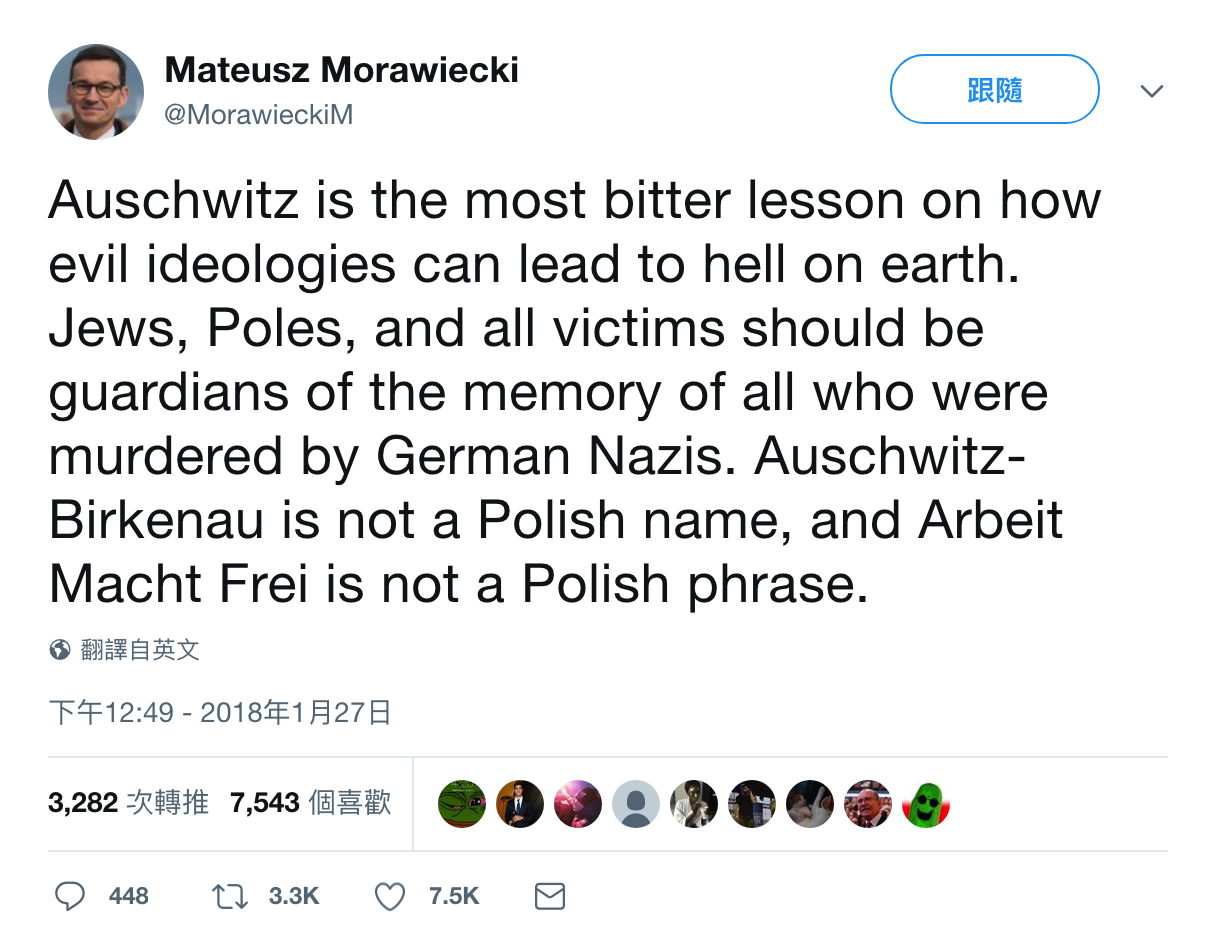 Mateusz Morawiecki
@MorawieckiM
跟隨
Auschwitz is the most bitter lesson on how
evil ideologies can lead to hell on earth.
Jews, Poles, and all victims should be
guardians of the memory of all who were
murdered by German Nazis. Auschwitz-
Birkenau is not a Polish name, and Arbeit
Macht Frei is not a Polish phrase.
翻譯自英文
下午12:49 - 2018年1月27日
3,282 次轉推 7,543 個喜歡
448 3.3K 7.5K